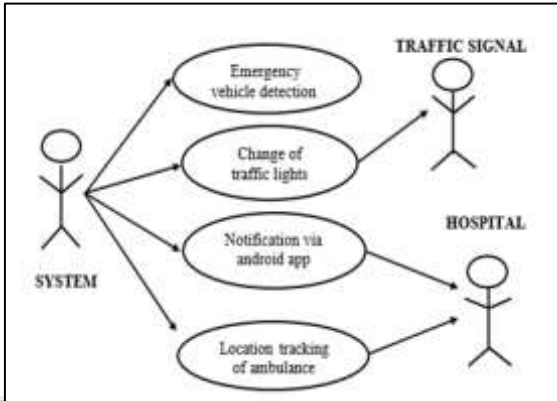 TRAFFIC SIGNAL
Emergency
vehicle detection
Change of
traffic lights
Notification via
android app
HOSPITAL
SYSTEM
Location tracking
of ambulance